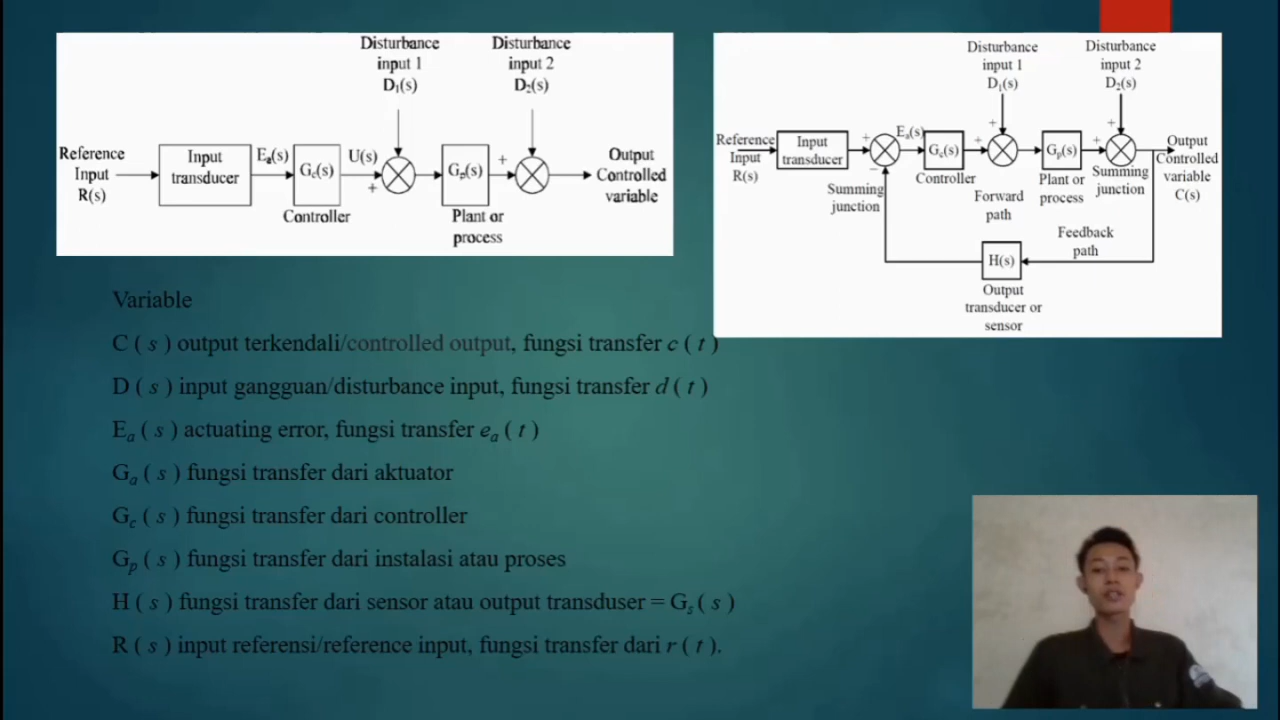 Disturbance
input 1
D₁(s)
Disturbance
input 2
D₂(s)
Reference
Input
R(s)
Input
transducer
Eₐ(s)
G꜀(s)
Controller
U(s)
+
Gₚ(s)
Plant or
process
+
Output
Controlled
variable
Disturbance
input 1
D₁(s)
Disturbance
input 2
D₂(s)
Reference
Input
R(s)
Input
transducer
+
−
Summing
junction
Eₐ(s)
G꜀(s)
Controller
+
+
Forward
path
Gₚ(s)
Plant or
process
+
+
Summing
junction
Output
Controlled
variable
C(s)
Feedback
path
H(s)
Output
transducer or
sensor
Variable
C ( s ) output terkendali/controlled output, fungsi transfer c ( t )
D ( s ) input gangguan/disturbance input, fungsi transfer d ( t )
Eₐ ( s ) actuating error, fungsi transfer eₐ ( t )
Gₐ ( s ) fungsi transfer dari aktuator
G꜀ ( s ) fungsi transfer dari controller
Gₚ ( s ) fungsi transfer dari instalasi atau proses
H ( s ) fungsi transfer dari sensor atau output transduser = Gₛ ( s )
R ( s ) input referensi/reference input, fungsi transfer dari r ( t ).